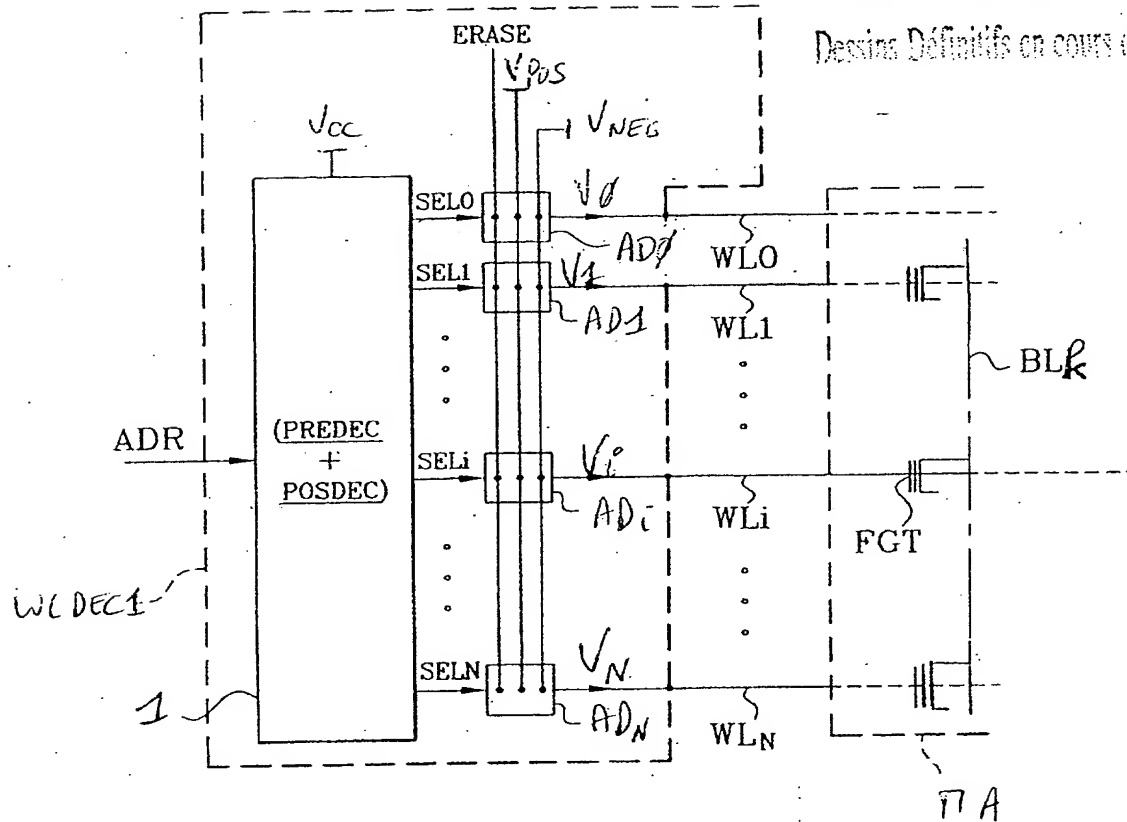 ERASE
Dessins Définitifs en cours
VPOS
VCC
VNEG
SEL0
V0
AD0
WL0
SEL1
V1
AD1
WL1
BLk
ADR
(PREDEC
+
POSDEC)
SELi
Vi
ADi
WLi
FGT
WLDEC1
SELN
VN
ADN
WLN
1
MA